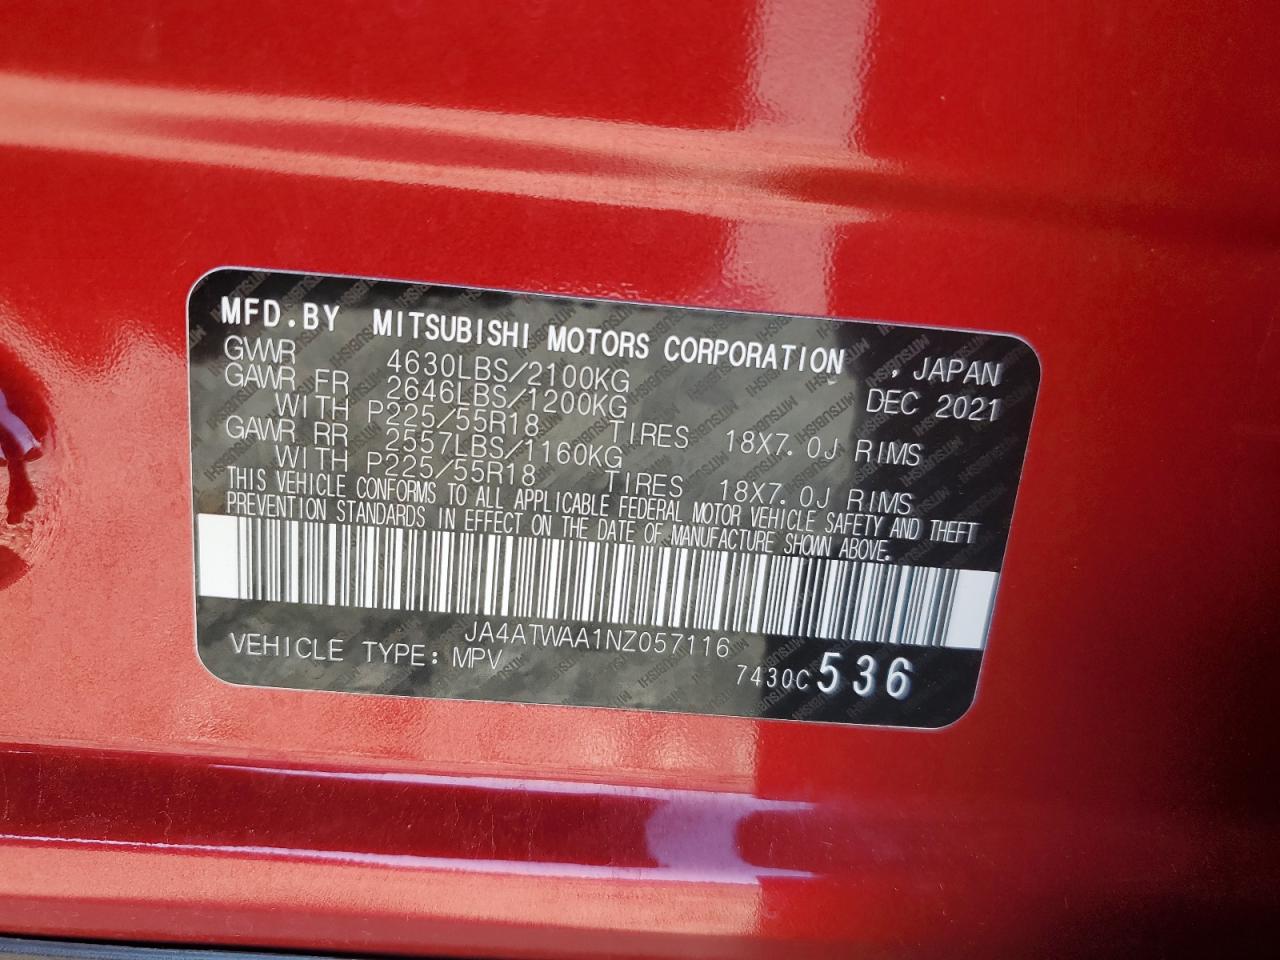 MFD.BY MITSUBISHI MOTORS CORPORATION , JAPAN
GVWR 4630LBS/2100KG DEC 2021
GAWR FR 2646LBS/1200KG
WITH P225/55R18 TIRES 18X7.0J RIMS
GAWR RR 2557LBS/1160KG
WITH P225/55R18 TIRES 18X7.0J RIMS
THIS VEHICLE CONFORMS TO ALL APPLICABLE FEDERAL MOTOR VEHICLE SAFETY AND THEFT
PREVENTION STANDARDS IN EFFECT ON THE DATE OF MANUFACTURE SHOWN ABOVE.
JA4ATWAA1NZ057116
VEHICLE TYPE: MPV
7430C 536